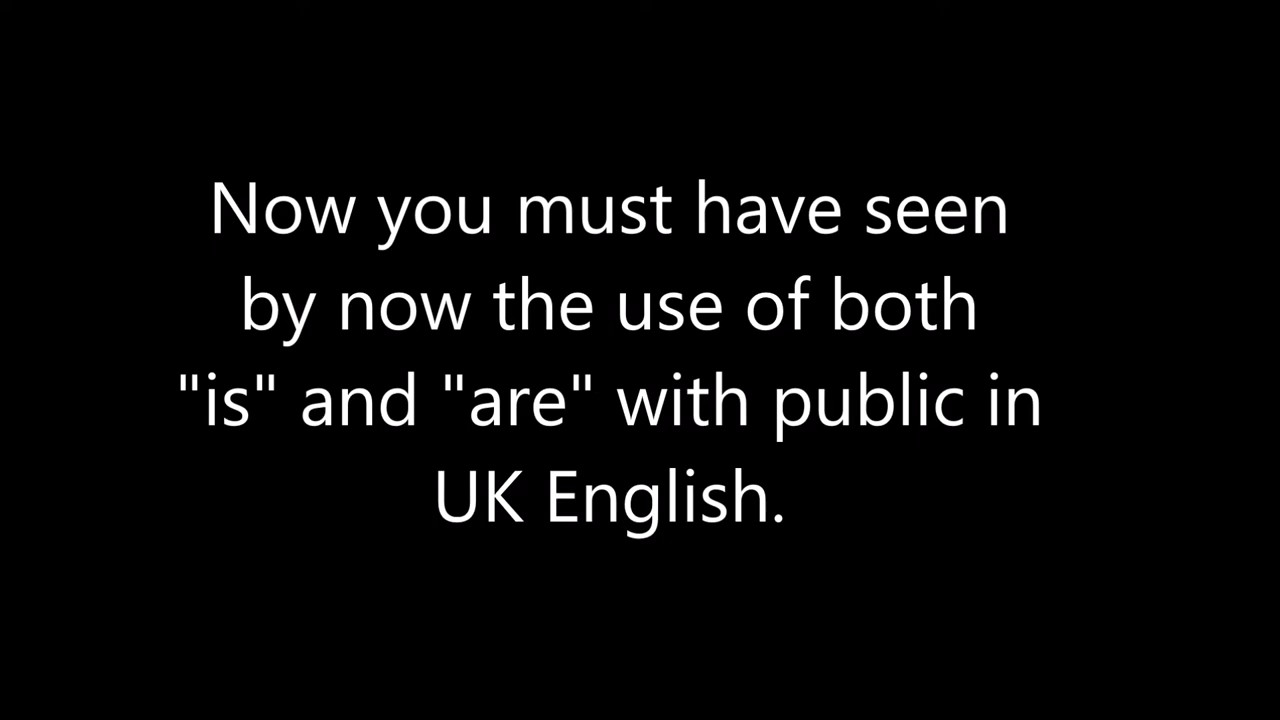 Now you must have seen
by now the use of both
"is" and "are" with public in
UK English.